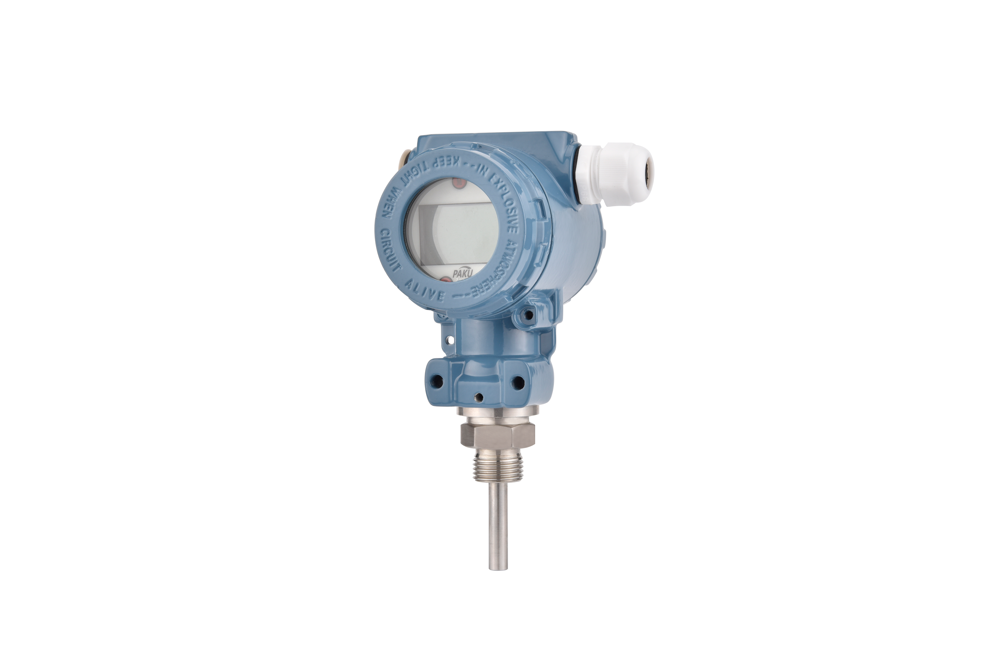 KEEP TIGHT WHEN CIRCUIT ALIVE
IN EXPLOSIVE ATMOSPHERE
PAKU